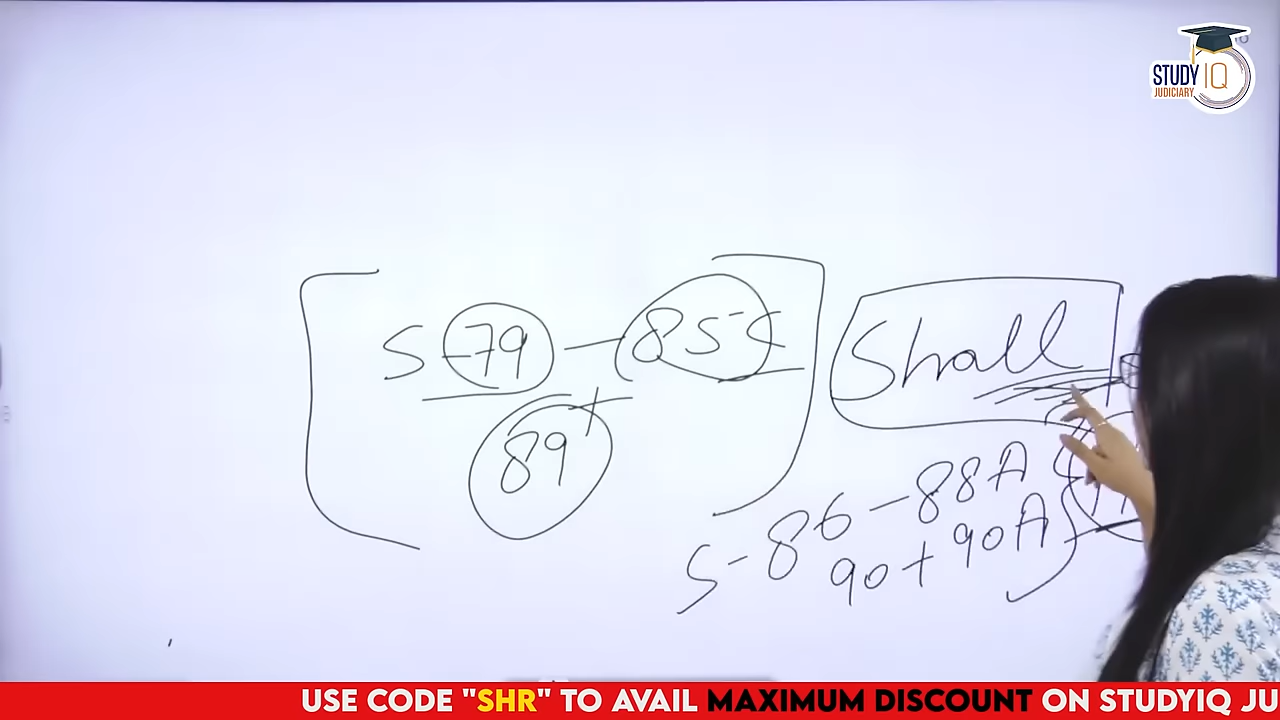 STUDY IQ
JUDICIARY
S-79 – 85
+
89
Shall
S-86 – 88A
90 + 90A
USE CODE "SHR" TO AVAIL MAXIMUM DISCOUNT ON STUDYIQ JU